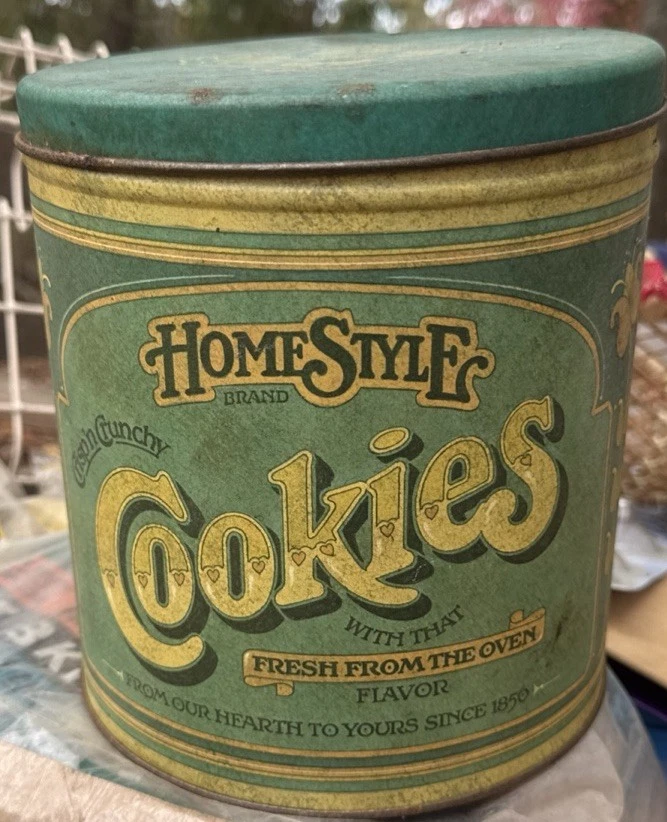 HOMESTYLE
BRAND
Crisp'n Crunchy
Cookies
WITH THAT
FRESH FROM THE OVEN
FLAVOR
FROM OUR HEARTH TO YOURS SINCE 1850